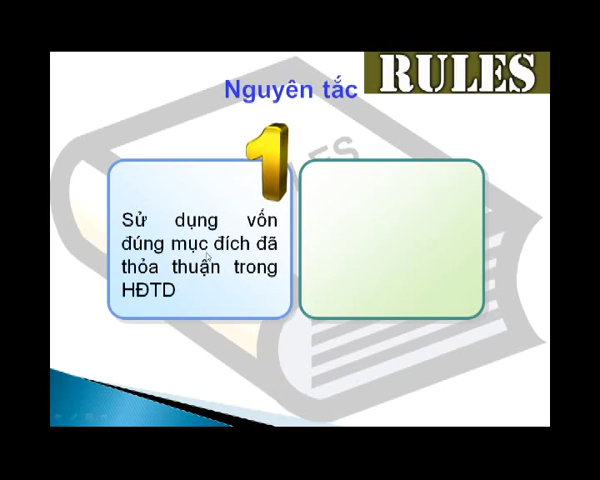 Nguyên tắc
RULES
1
Sử dụng vốn
đúng mục đích đã
thỏa thuận trong
HĐTD